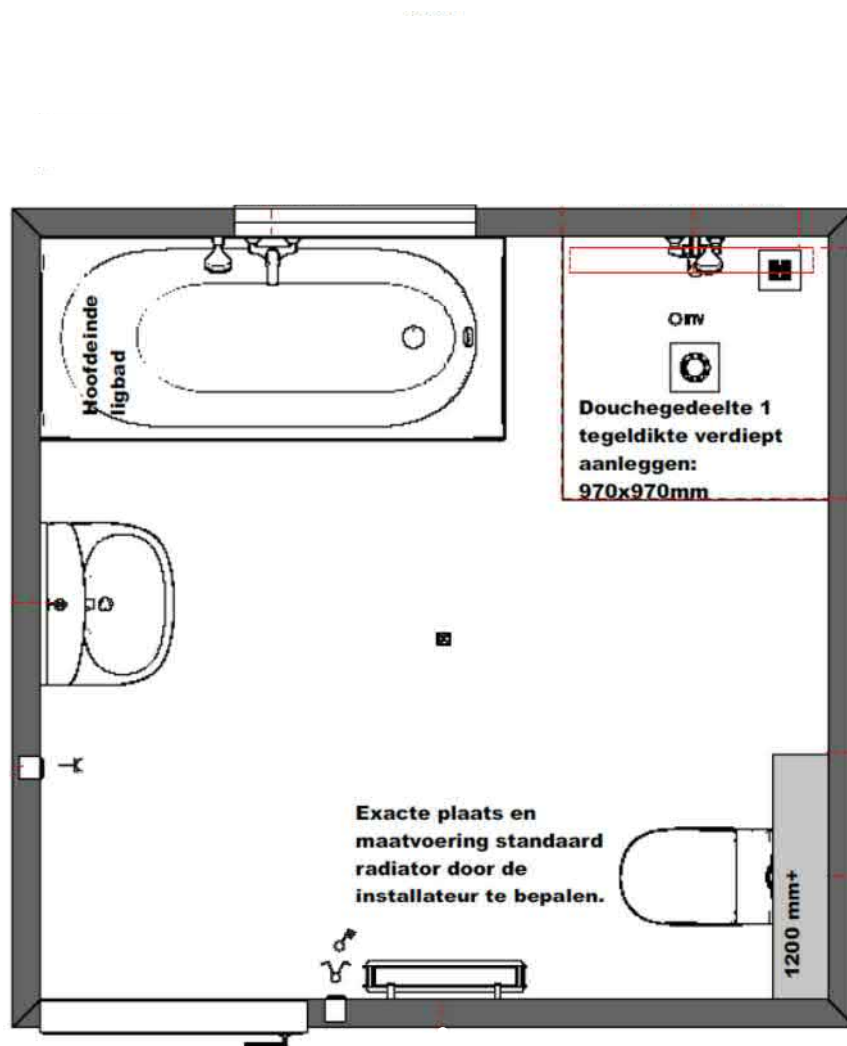 Hoofdeinde
ligbad
INV
Douchegedeelte 1
tegeldikte verdiept
aanleggen:
970x970mm
Exacte plaats en
maatvoering standaard
radiator door de
installateur te bepalen.
1200 mm+